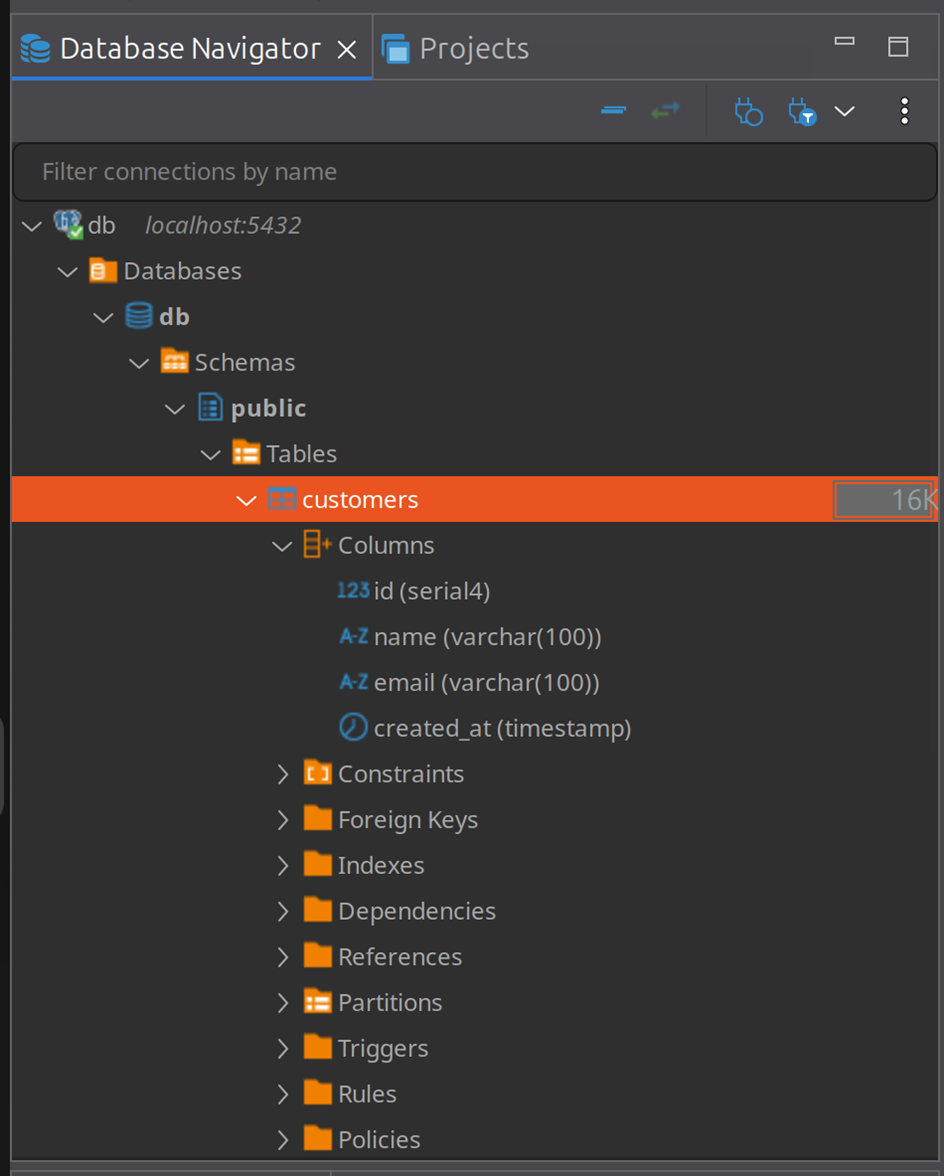 Database Navigator Projects
Filter connections by name
db localhost:5432
Databases
db
Schemas
public
Tables
customers 16K
Columns
123 id (serial4)
A-Z name (varchar(100))
A-Z email (varchar(100))
created_at (timestamp)
Constraints
Foreign Keys
Indexes
Dependencies
References
Partitions
Triggers
Rules
Policies